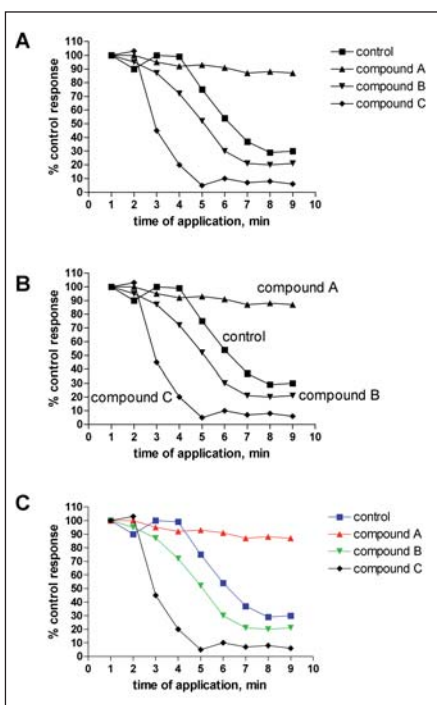 A
% control response
110
100
90
80
70
60
50
40
30
20
10
0
0 1 2 3 4 5 6 7 8 9 10
time of application, min
control
compound A
compound B
compound C
B
% control response
110
100
90
80
70
60
50
40
30
20
10
0
0 1 2 3 4 5 6 7 8 9 10
time of application, min
compound A
control
compound C
compound B
C
% control response
110
100
90
80
70
60
50
40
30
20
10
0
0 1 2 3 4 5 6 7 8 9 10
time of application, min
control
compound A
compound B
compound C